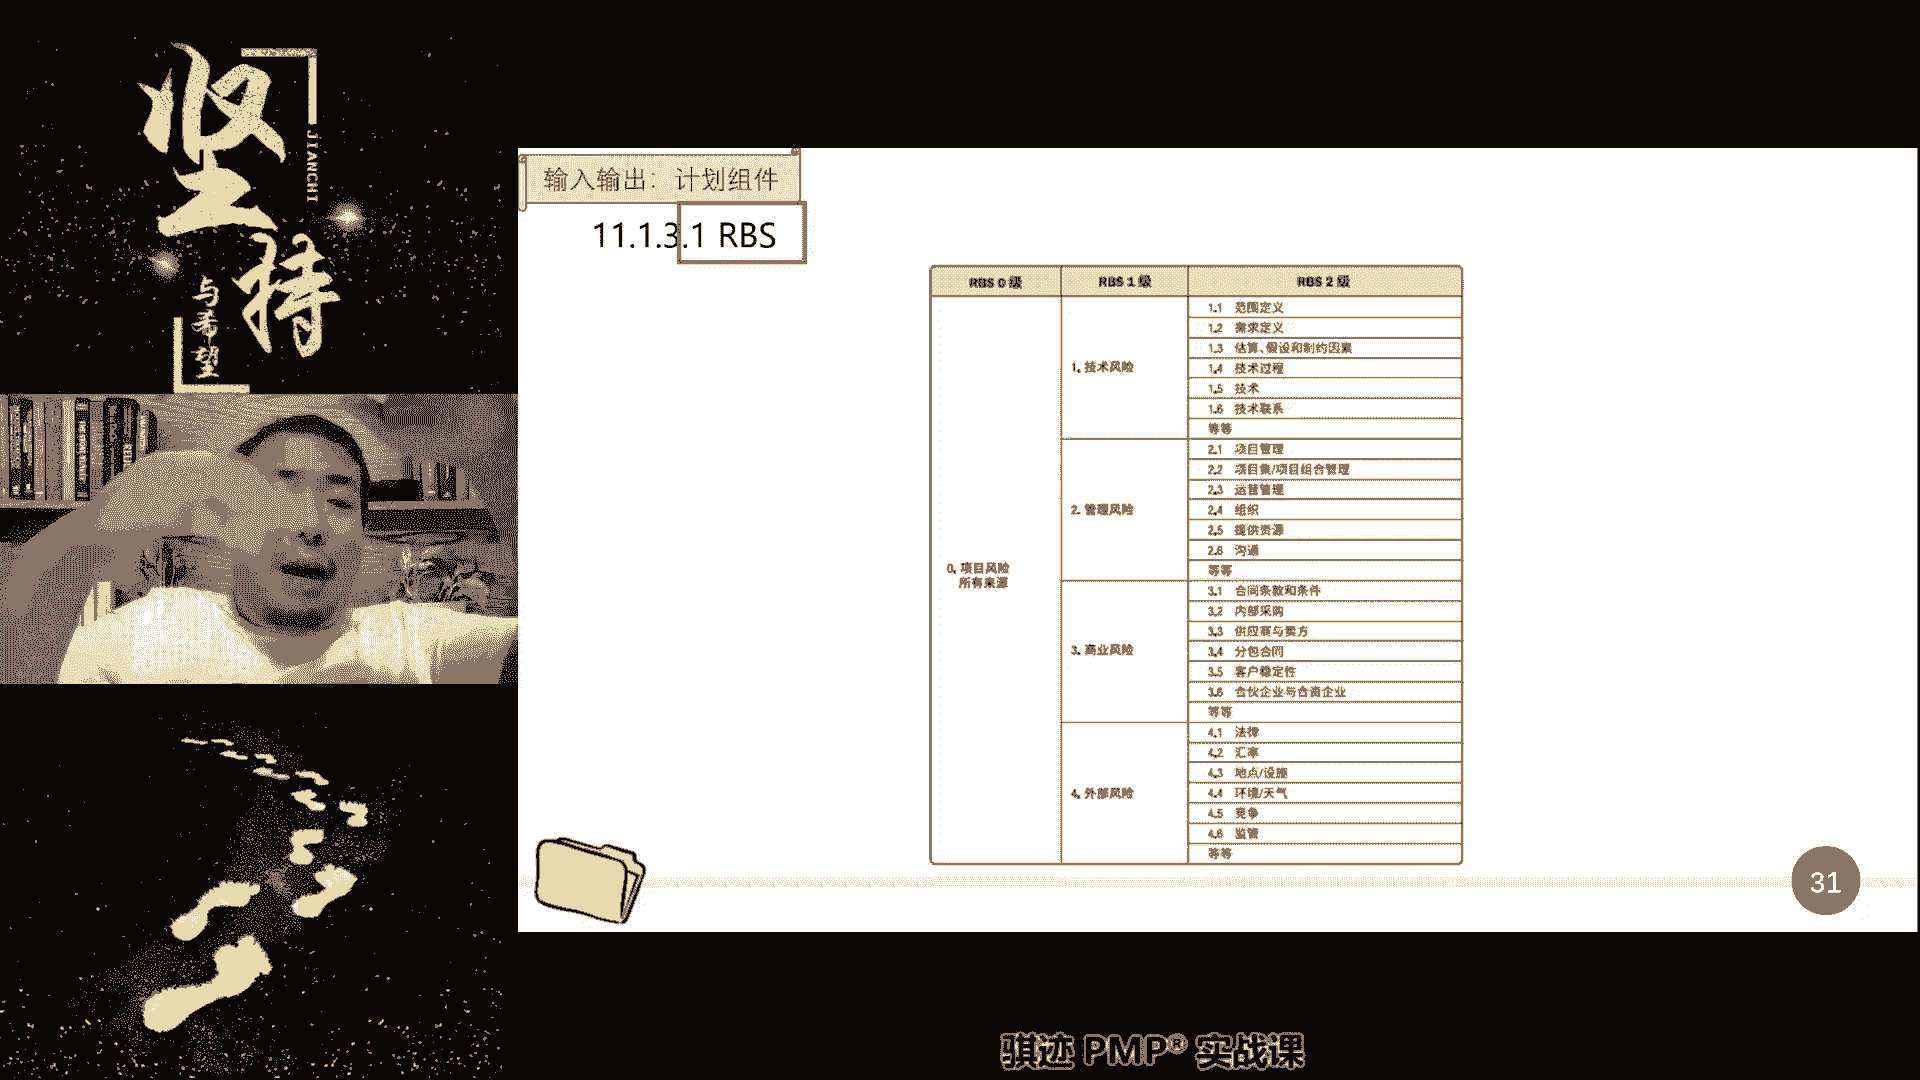 坚持
JIANCHI
与希望
输入输出：计划组件
11.1.3.1 RBS
RBS 0 级
RBS 1 级
RBS 2 级
0. 项目风险
所有来源
1. 技术风险
1.1 范围定义
1.2 需求定义
1.3 估算、假设和制约因素
1.4 技术过程
1.5 技术
1.6 技术联系
等等
2. 管理风险
2.1 项目管理
2.2 项目集/项目组合管理
2.3 运营管理
2.4 组织
2.5 提供资源
2.6 沟通
等等
3. 商业风险
3.1 合同条款和条件
3.2 内部采购
3.3 供应商与卖方
3.4 分包合同
3.5 客户稳定性
3.6 合伙企业与合资企业
等等
4. 外部风险
4.1 法律
4.2 汇率
4.3 地点/设施
4.4 环境/天气
4.5 竞争
4.6 监管
等等
31
骐迹 PMP® 实战课